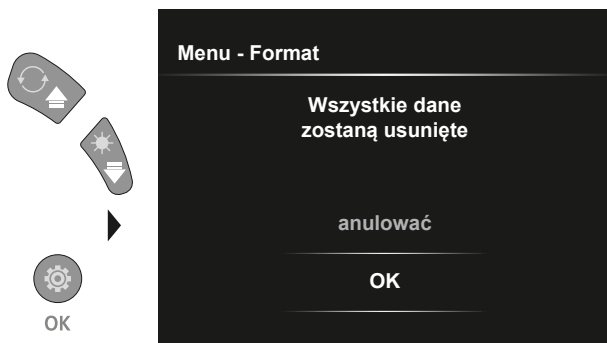 Menu - Format
Wszystkie dane
zostaną usunięte
anulować
OK
OK